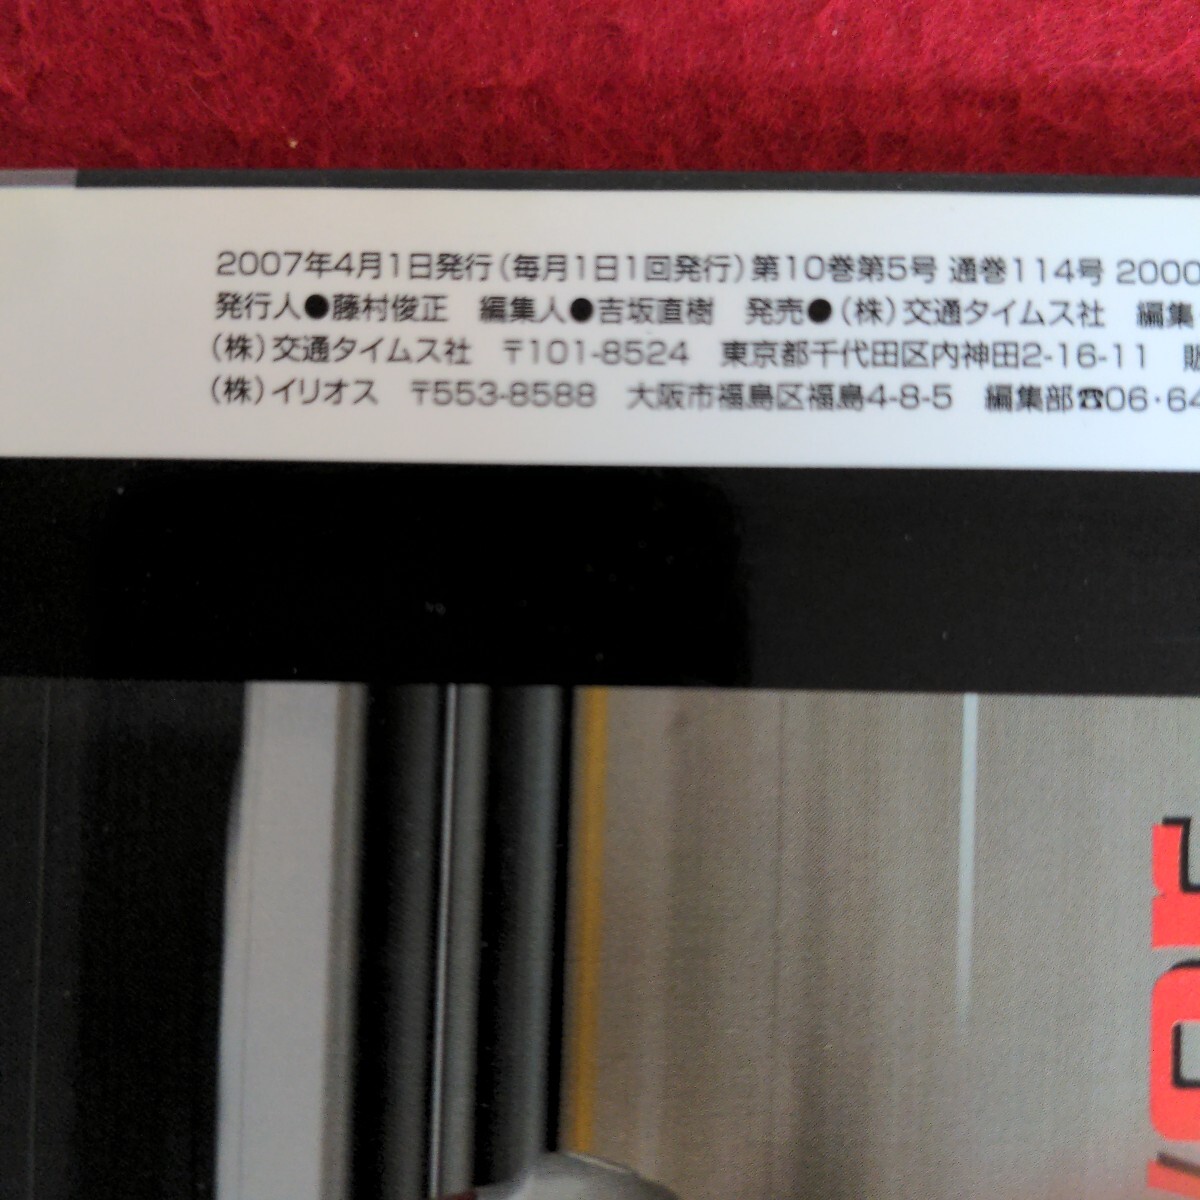 2007年4月1日発行(毎月1日1回発行)第10巻第5号 通巻114号 2000
発行人●藤村俊正　編集人●吉坂直樹　発売●(株)交通タイムス社　編集
(株)交通タイムス社　〒101-8524　東京都千代田区内神田2-16-11　販
(株)イリオス　〒553-8588　大阪市福島区福島4-8-5　編集部☎06・64